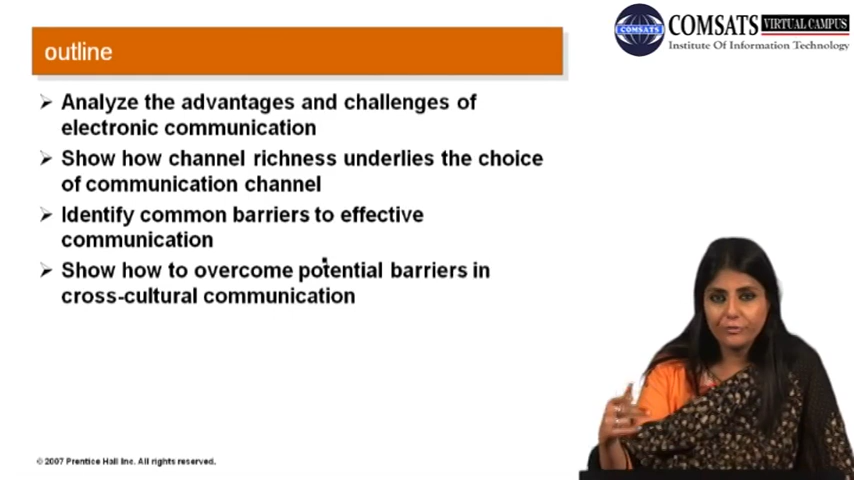 outline
COMSATS VIRTUAL CAMPUS
COMSATS
Institute Of Information Technology
➢ Analyze the advantages and challenges of
electronic communication
➢ Show how channel richness underlies the choice
of communication channel
➢ Identify common barriers to effective
communication
➢ Show how to overcome potential barriers in
cross-cultural communication
© 2007 Prentice Hall Inc. All rights reserved.